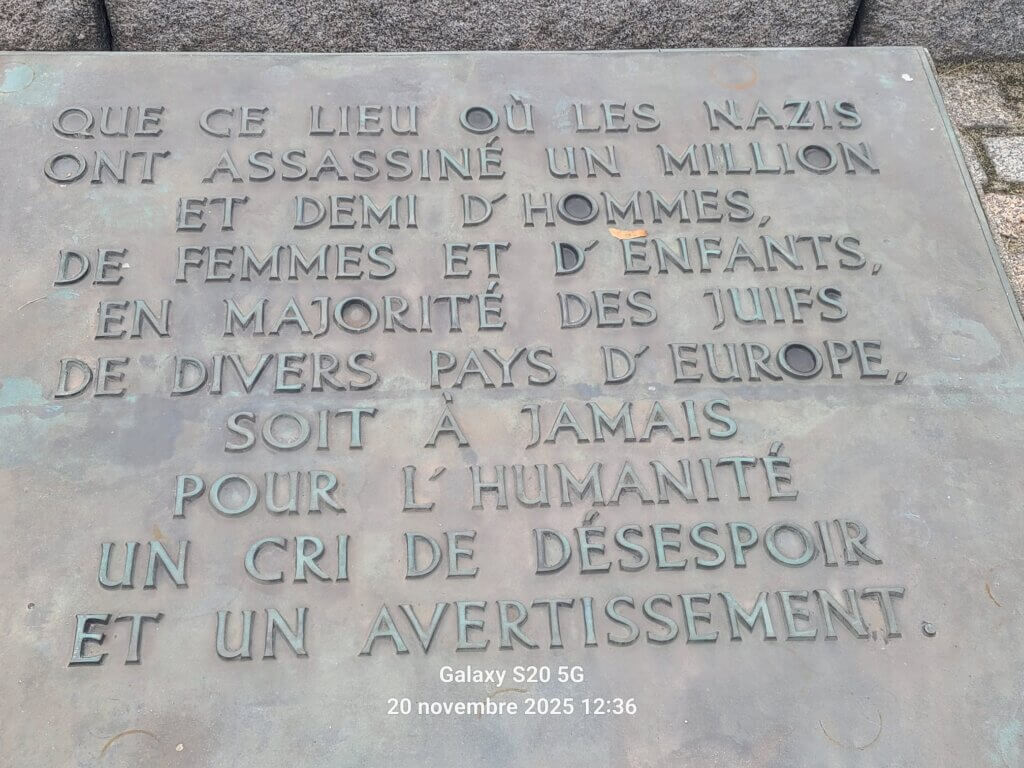 QUE CE LIEU OÙ LES NAZIS
ONT ASSASSINÉ UN MILLION
ET DEMI D'HOMMES,
DE FEMMES ET D'ENFANTS,
EN MAJORITÉ DES JUIFS
DE DIVERS PAYS D'EUROPE,
SOIT À JAMAIS
POUR L'HUMANITÉ
UN CRI DE DÉSESPOIR
ET UN AVERTISSEMENT.
Galaxy S20 5G
20 novembre 2025 12:36